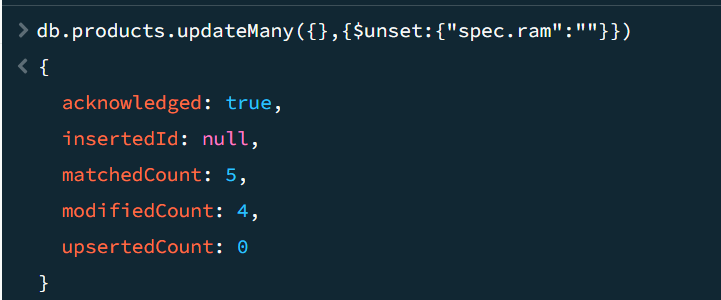 > db.products.updateMany({},{$unset:{"spec.ram":""}})
< {
acknowledged: true,
insertedId: null,
matchedCount: 5,
modifiedCount: 4,
upsertedCount: 0
}